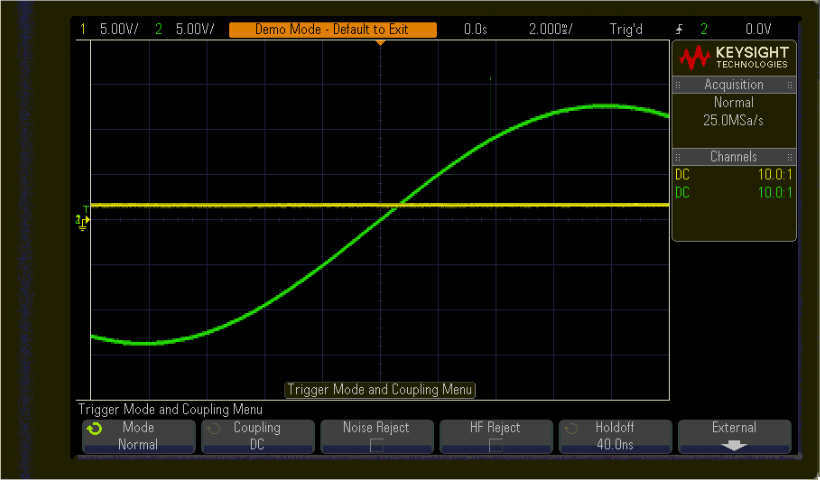 1 5.00V/ 2 5.00V/ Demo Mode - Default to Exit 0.0s 2.000ms/ Trig'd 2 0.0V
KEYSIGHT
TECHNOLOGIES
Acquisition
Normal
25.0MSa/s
Channels
DC 10.0:1
DC 10.0:1
T
Trigger Mode and Coupling Menu
Trigger Mode and Coupling Menu
Mode Coupling Noise Reject HF Reject Holdoff External
Normal DC 40.0ns